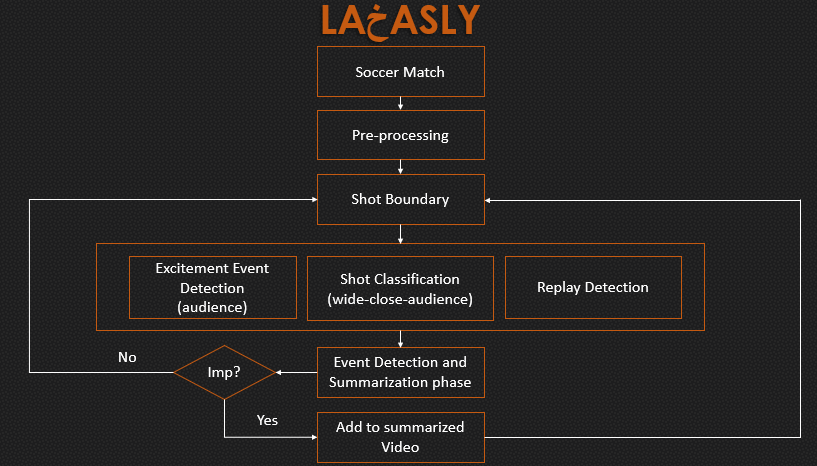 LAخASLY
Soccer Match
Pre-processing
Shot Boundary
Excitement Event
Detection
(audience)
Shot Classification
(wide-close-audience)
Replay Detection
Event Detection and
Summarization phase
No
Imp?
Yes
Add to summarized
Video